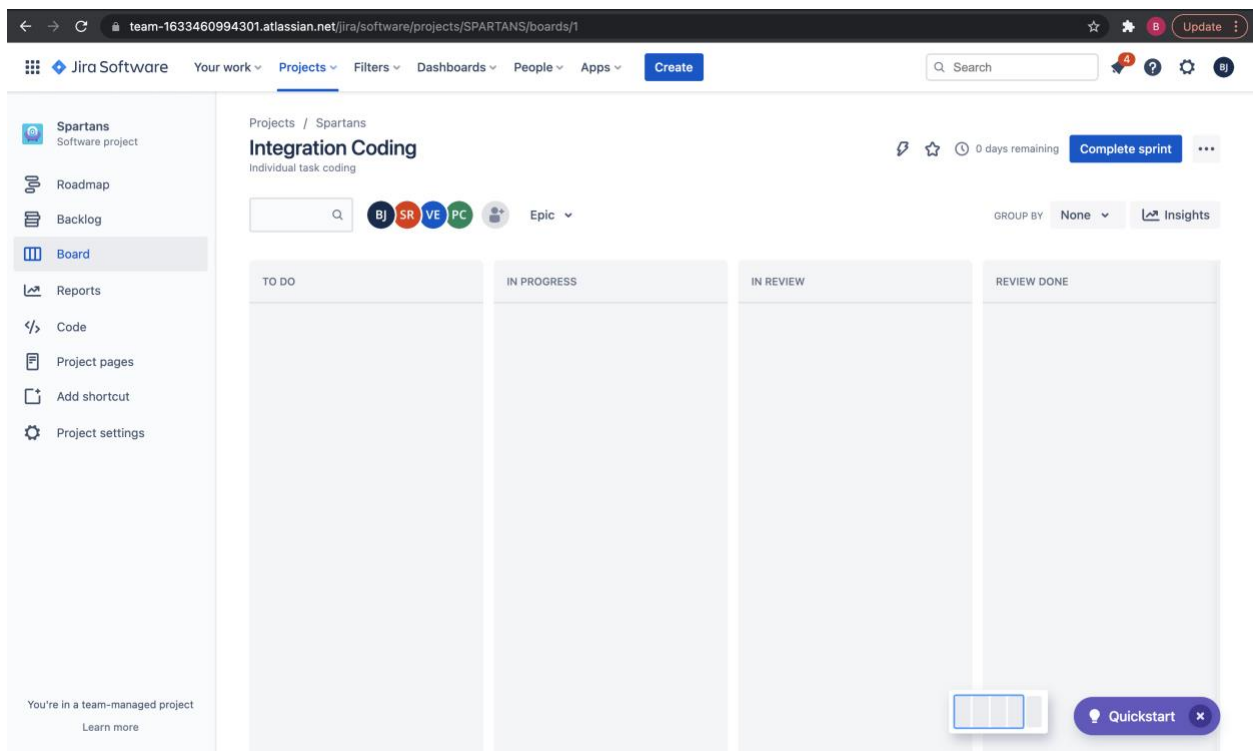 team-1633460994301.atlassian.net/jira/software/projects/SPARTANS/boards/1
B
Update
Jira Software
Your work
Projects
Filters
Dashboards
People
Apps
Create
Search
4
BJ
Spartans
Software project
Roadmap
Backlog
Board
Reports
Code
Project pages
Add shortcut
Project settings
You're in a team-managed project
Learn more
Projects / Spartans
Integration Coding
Individual task coding
0 days remaining
Complete sprint
BJ
SR
VE
PC
Epic
GROUP BY
None
Insights
TO DO
IN PROGRESS
IN REVIEW
REVIEW DONE
Quickstart